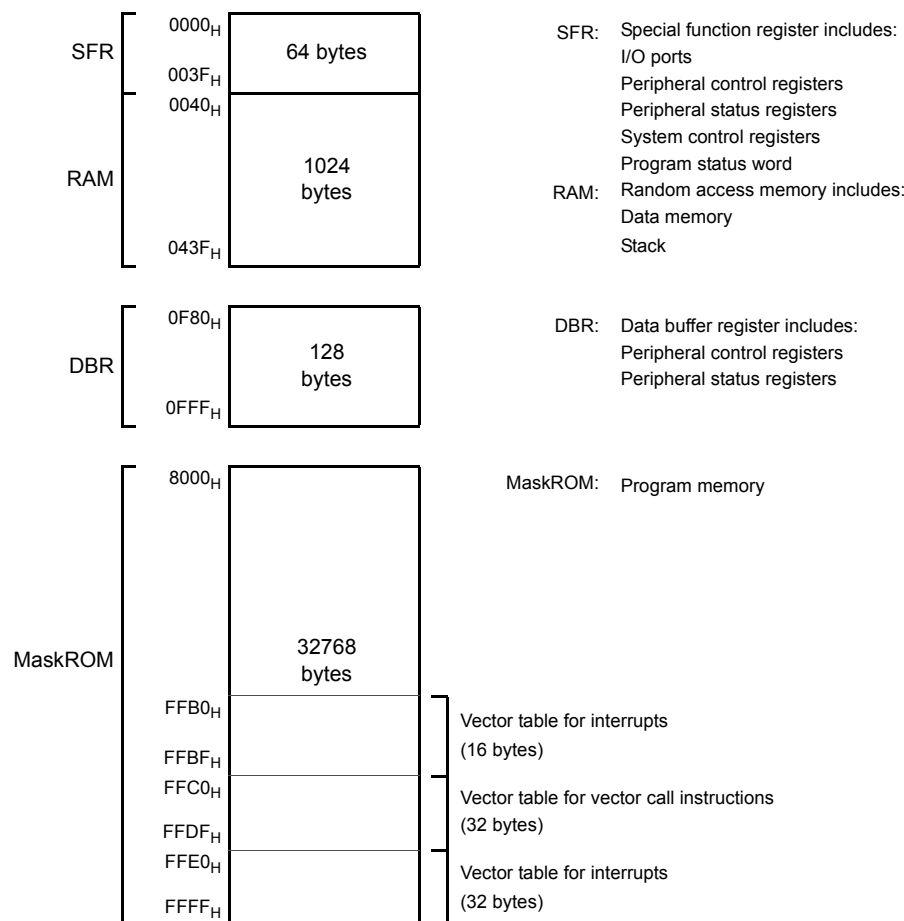 0000H
SFR
64 bytes
003FH
0040H
RAM
1024
bytes
043FH
SFR: Special function register includes:
I/O ports
Peripheral control registers
Peripheral status registers
System control registers
Program status word
RAM: Random access memory includes:
Data memory
Stack
0F80H
DBR
128
bytes
0FFFH
DBR: Data buffer register includes:
Peripheral control registers
Peripheral status registers
8000H
MaskROM: Program memory
MaskROM
32768
bytes
FFB0H
Vector table for interrupts
(16 bytes)
FFBFH
FFC0H
Vector table for vector call instructions
(32 bytes)
FFDFH
FFE0H
Vector table for interrupts
(32 bytes)
FFFFH